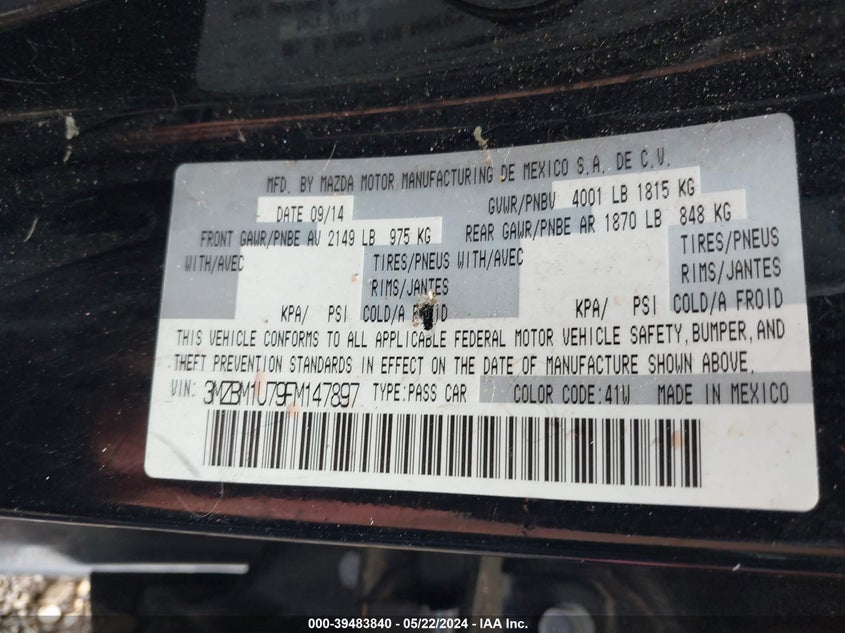 MFD. BY MAZDA MOTOR MANUFACTURING DE MEXICO S.A. DE C.V.
DATE 09/14 GVWR/PNBV 4001 LB 1815 KG
FRONT GAWR/PNBE AV 2149 LB 975 KG REAR GAWR/PNBE AR 1870 LB 848 KG
WITH/AVEC TIRES/PNEUS WITH/AVEC TIRES/PNEUS
RIMS/JANTES RIMS/JANTES
KPA/ PSI COLD/A FROID KPA/ PSI COLD/A FROID
THIS VEHICLE CONFORMS TO ALL APPLICABLE FEDERAL MOTOR VEHICLE SAFETY, BUMPER, AND
THEFT PREVENTION STANDARDS IN EFFECT ON THE DATE OF MANUFACTURE SHOWN ABOVE.
VIN: 3MZBM1U79FM147897 TYPE:PASS CAR COLOR CODE:41W MADE IN MEXICO
000-39483840 - 05/22/2024 - IAA Inc.